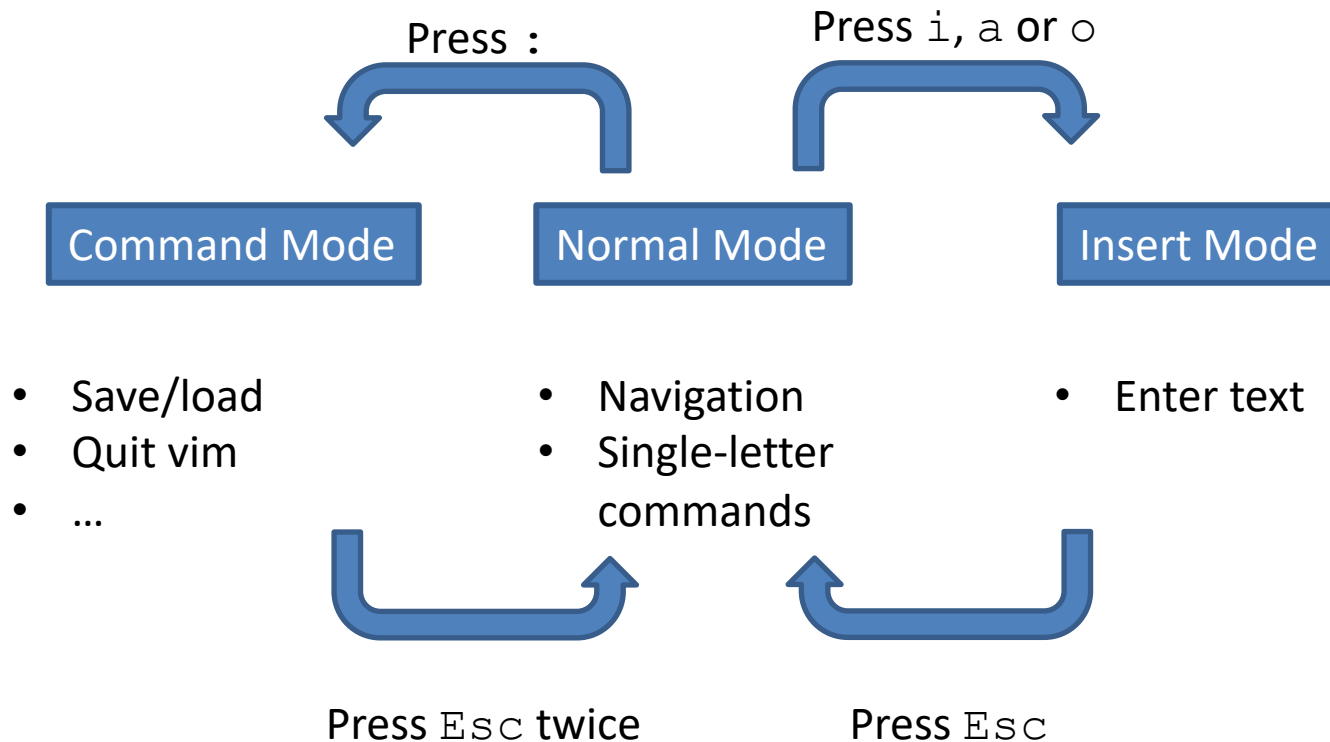 Press :
Press i, a or o
Command Mode
Normal Mode
Insert Mode
• Save/load
• Quit vim
• …
• Navigation
• Single-letter
commands
• Enter text
Press Esc twice
Press Esc